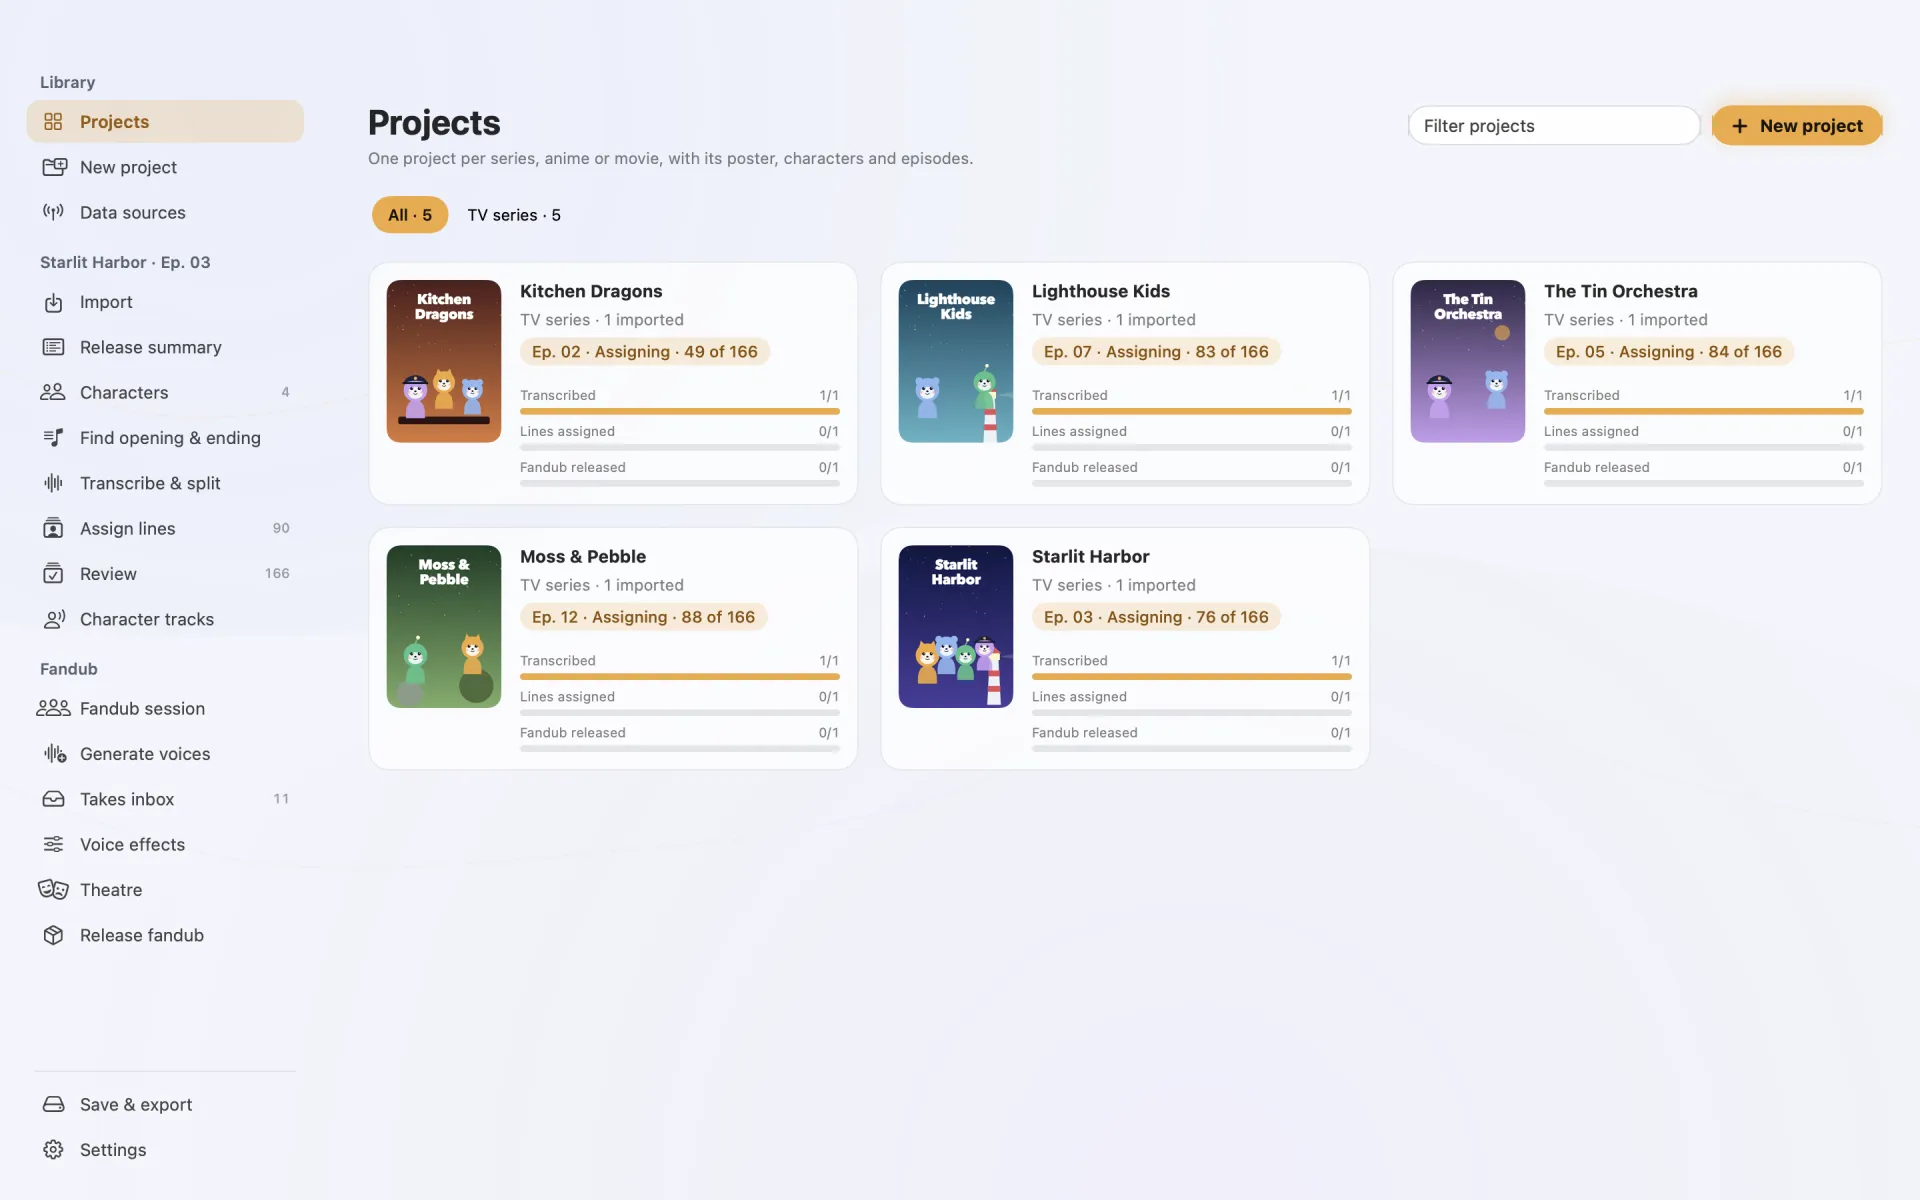 Library
Projects
New project
Data sources
Starlit Harbor · Ep. 03
Import
Release summary
Characters 4
Find opening & ending
Transcribe & split
Assign lines 90
Review 166
Character tracks
Fandub
Fandub session
Generate voices
Takes inbox 11
Voice effects
Theatre
Release fandub
Save & export
Settings
Projects
One project per series, anime or movie, with its poster, characters and episodes.
Filter projects
+ New project
All · 5
TV series · 5
Kitchen
Dragons
Kitchen Dragons
TV series · 1 imported
Ep. 02 · Assigning · 49 of 166
Transcribed 1/1
Lines assigned 0/1
Fandub released 0/1
Lighthouse
Kids
Lighthouse Kids
TV series · 1 imported
Ep. 07 · Assigning · 83 of 166
Transcribed 1/1
Lines assigned 0/1
Fandub released 0/1
The Tin
Orchestra
The Tin Orchestra
TV series · 1 imported
Ep. 05 · Assigning · 84 of 166
Transcribed 1/1
Lines assigned 0/1
Fandub released 0/1
Moss &
Pebble
Moss & Pebble
TV series · 1 imported
Ep. 12 · Assigning · 88 of 166
Transcribed 1/1
Lines assigned 0/1
Fandub released 0/1
Starlit
Harbor
Starlit Harbor
TV series · 1 imported
Ep. 03 · Assigning · 76 of 166
Transcribed 1/1
Lines assigned 0/1
Fandub released 0/1